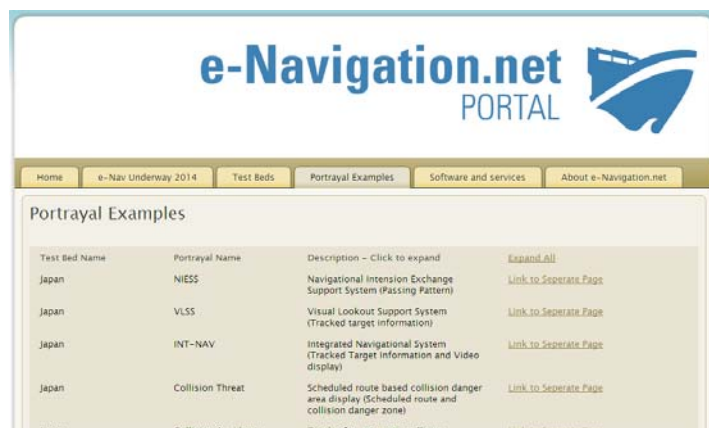 e-Navigation.net
PORTAL
Home e-Nav Underway 2014 Test Beds Portrayal Examples Software and services About e-Navigation.net
Portrayal Examples
Test Bed Name Portrayal Name Description – Click to expand Expand All
Japan NIESS Navigational Intension Exchange Link to Seperate Page
Support System (Passing Pattern)
Japan VLSS Visual Lookout Support System Link to Seperate Page
(Tracked target information)
Japan INT-NAV Integrated Navigational System Link to Seperate Page
(Tracked Target Information and Video
display)
Japan Collision Threat Scheduled route based collision danger Link to Seperate Page
area display (Scheduled route and
collision danger zone)